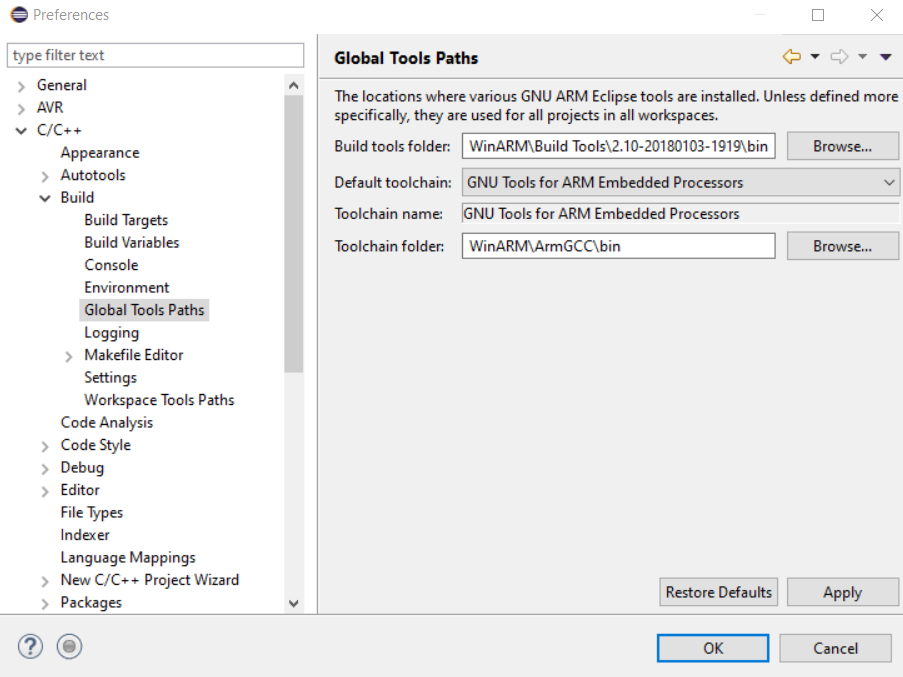 Preferences
type filter text
General
AVR
C/C++
Appearance
Autotools
Build
Build Targets
Build Variables
Console
Environment
Global Tools Paths
Logging
Makefile Editor
Settings
Workspace Tools Paths
Code Analysis
Code Style
Debug
Editor
File Types
Indexer
Language Mappings
New C/C++ Project Wizard
Packages
Global Tools Paths
The locations where various GNU ARM Eclipse tools are installed. Unless defined more
specifically, they are used for all projects in all workspaces.
Build tools folder: WinARM\Build Tools\2.10-20180103-1919\bin Browse...
Default toolchain: GNU Tools for ARM Embedded Processors
Toolchain name: GNU Tools for ARM Embedded Processors
Toolchain folder: WinARM\ArmGCC\bin Browse...
Restore Defaults Apply
? OK Cancel